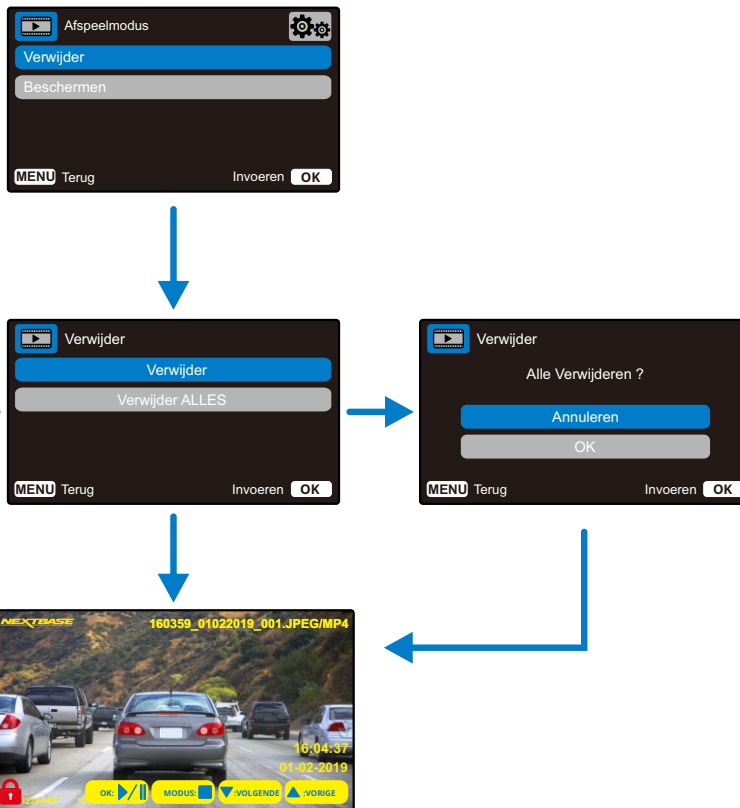 Afspeelmodus
Verwijder
Beschermen
MENU Terug Invoeren OK
Verwijder
Verwijder
Verwijder ALLES
MENU Terug Invoeren OK
Verwijder
Alle Verwijderen ?
Annuleren
OK
MENU Terug Invoeren OK
NEXTBASE 160359_01022019_001.JPEG/MP4
16:04:37
01-02-2019
OK: MODUS: :VOLGENDE :VORIGE